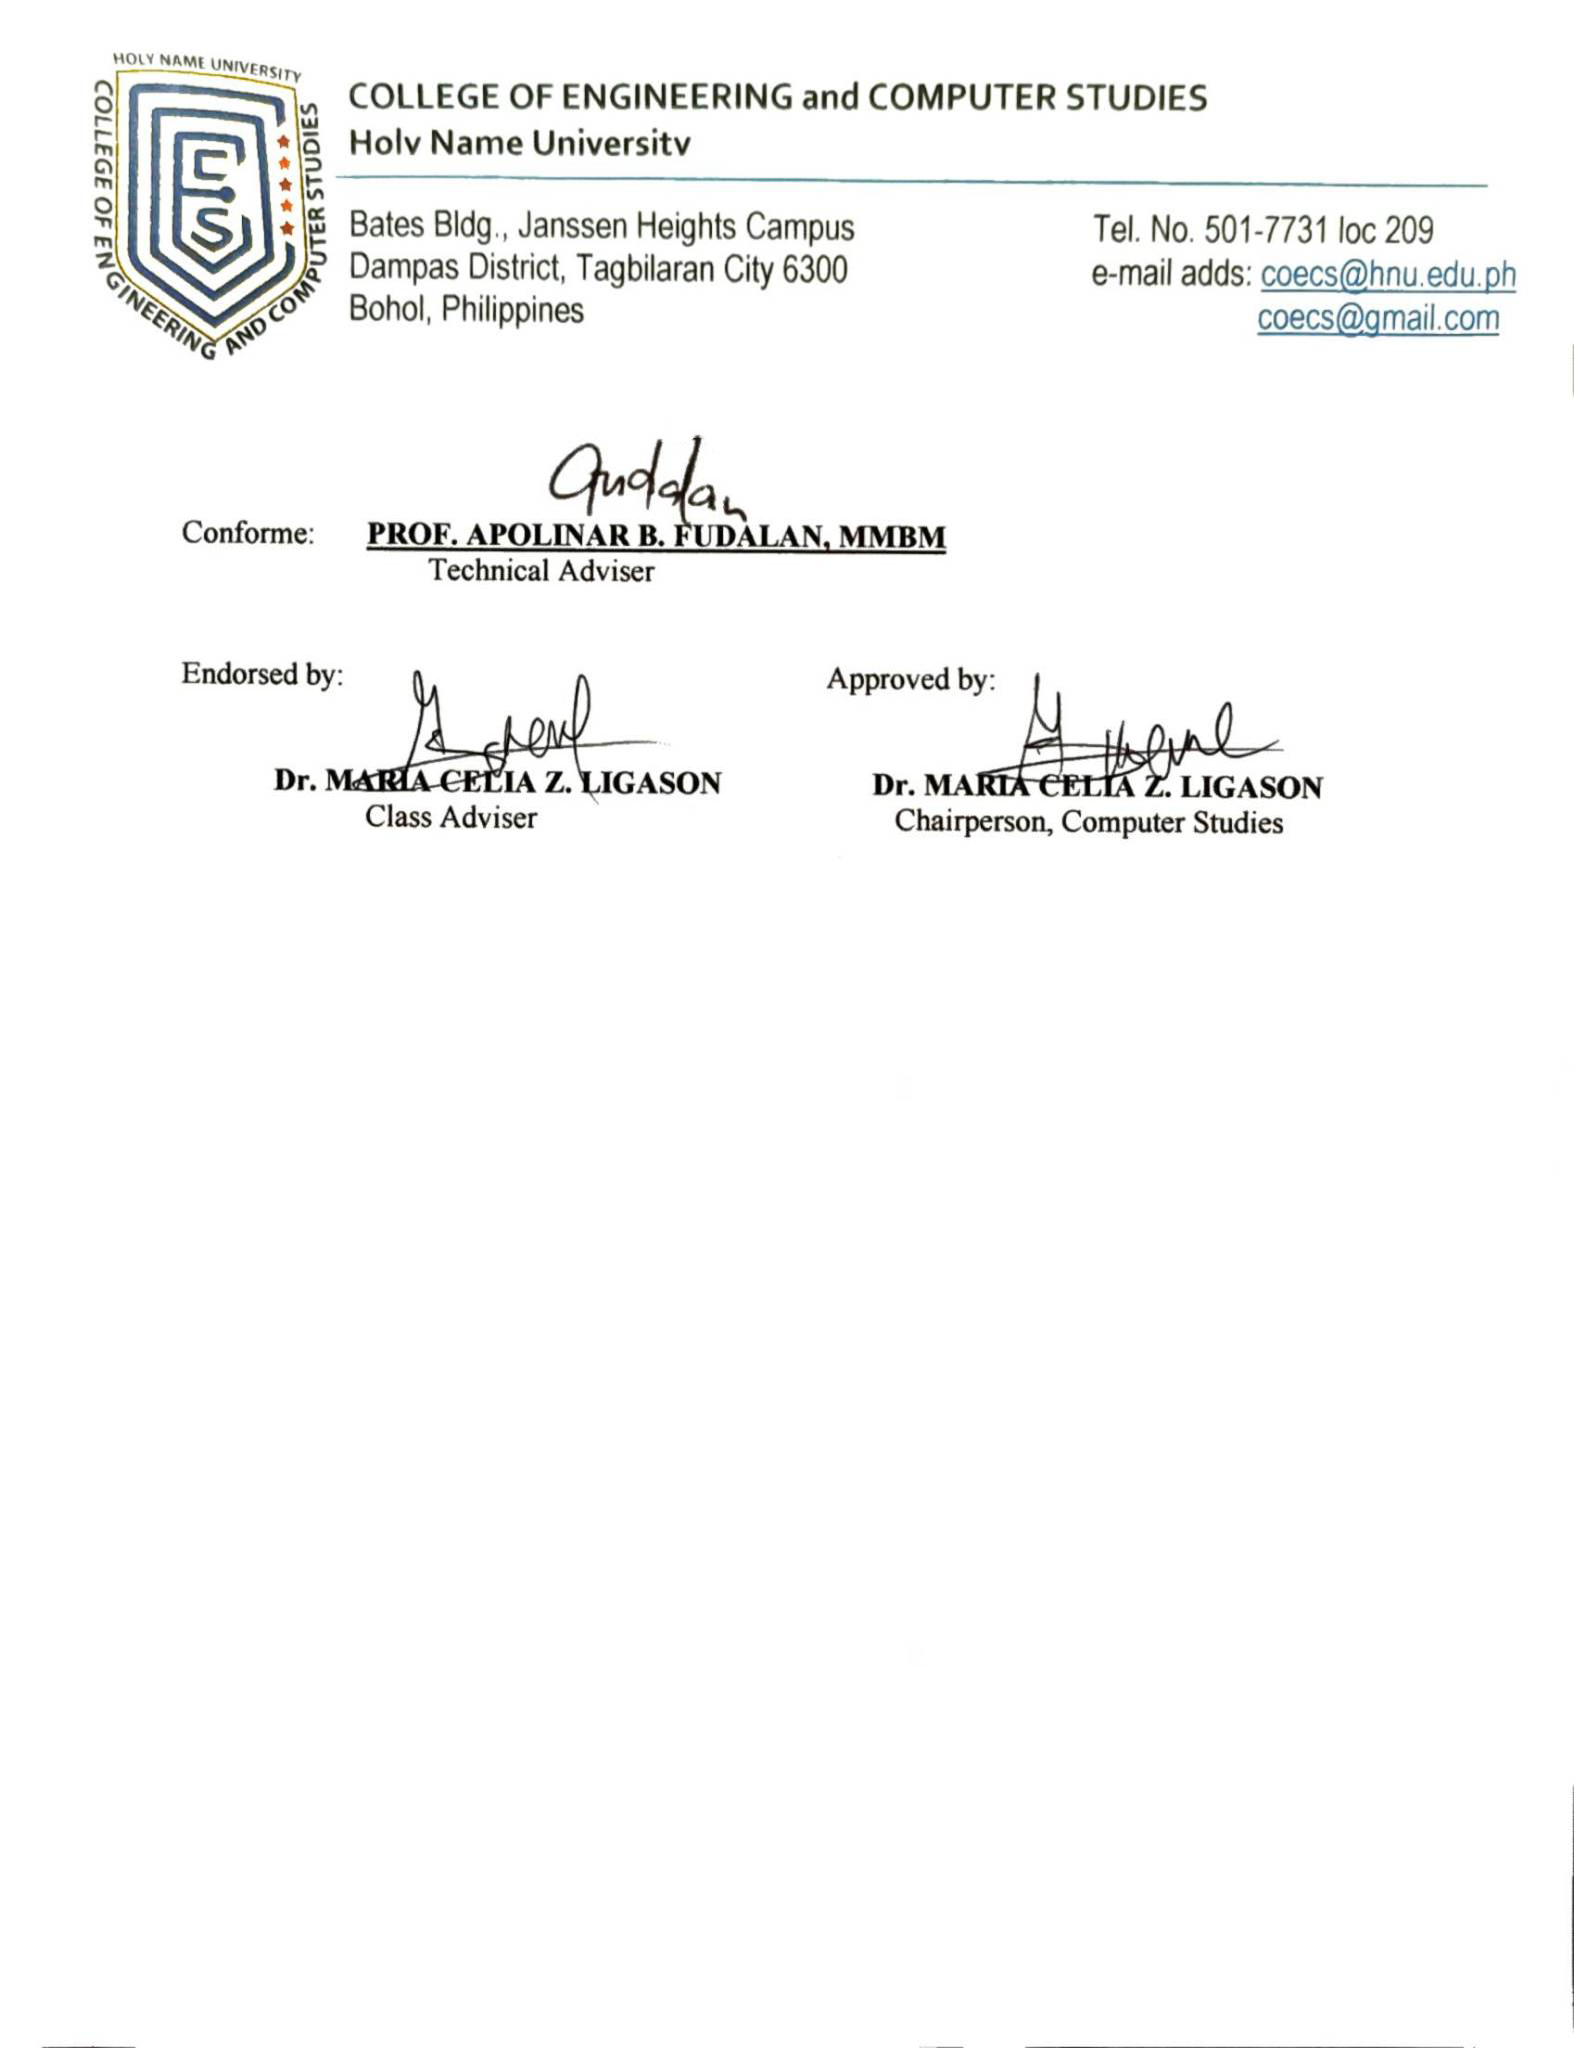 HOLY NAME UNIVERSITY
COLLEGE OF ENGINEERING AND COMPUTER STUDIES
COLLEGE OF ENGINEERING and COMPUTER STUDIES
Holy Name University
Bates Bldg., Janssen Heights Campus
Tel. No. 501-7731 loc 209
Dampas District, Tagbilaran City 6300
e-mail adds: coecs@hnu.edu.ph
Bohol, Philippines
coecs@gmail.com
Conforme: PROF. APOLINAR B. FUDALAN, MMBM
Technical Adviser
Endorsed by:
Approved by:
Dr. MARIA CELIA Z. LIGASON
Dr. MARIA CELIA Z. LIGASON
Class Adviser
Chairperson, Computer Studies